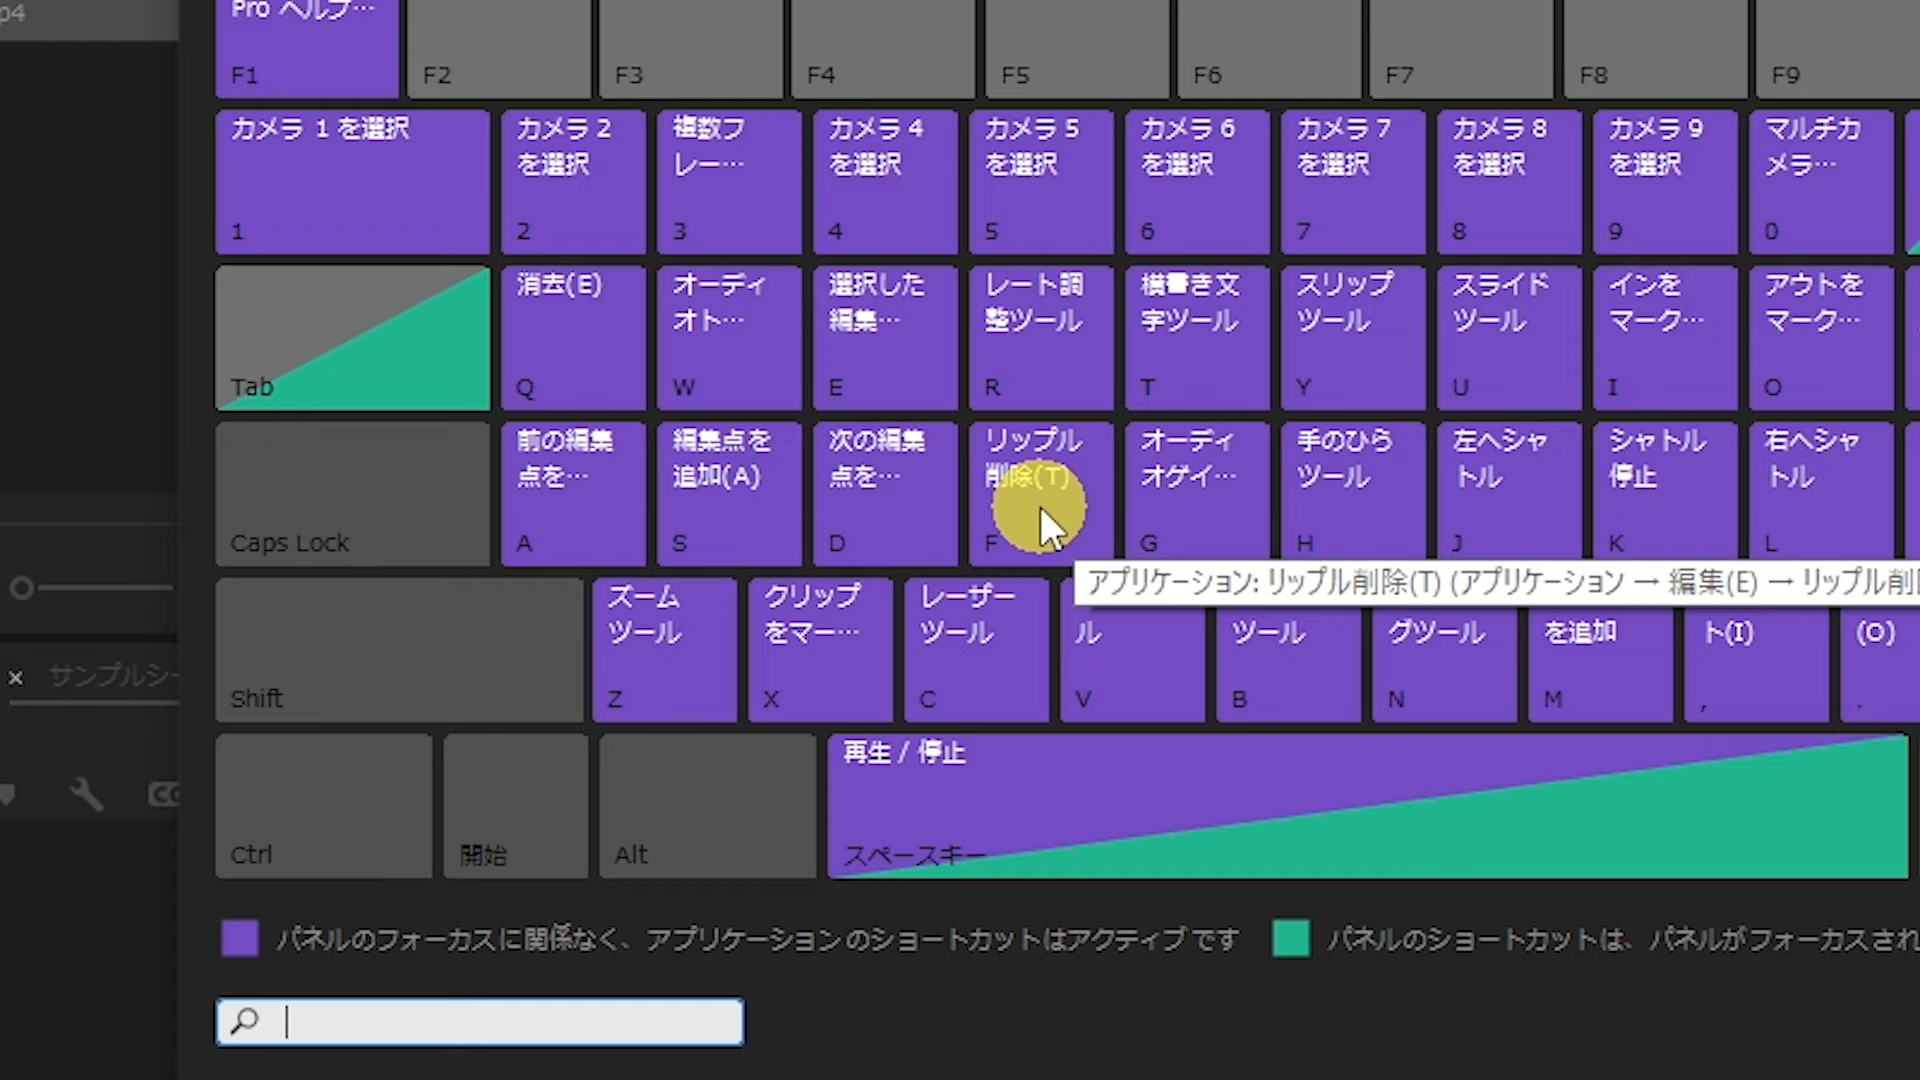 p4
Pro ヘルプ…
F1
F2
F3
F4
F5
F6
F7
F8
F9
カメラ 1 を選択
1
カメラ 2
を選択
2
複数フ
レー…
3
カメラ 4
を選択
4
カメラ 5
を選択
5
カメラ 6
を選択
6
カメラ 7
を選択
7
カメラ 8
を選択
8
カメラ 9
を選択
9
マルチカ
メラ…
0
Tab
消去(E)
Q
オーディ
オト…
W
選択した
編集…
E
レート調
整ツール
R
横書き文
字ツール
T
スリップ
ツール
Y
スライド
ツール
U
インを
マーク…
I
アウトを
マーク…
O
Caps Lock
前の編集
点を…
A
編集点を
追加(A)
S
次の編集
点を…
D
リップル
削除(T)
F
オーディ
オゲイ…
G
手のひら
ツール
H
左へシャ
トル
J
シャトル
停止
K
右へシャ
トル
L
アプリケーション: リップル削除(T) (アプリケーション → 編集(E) → リップル削
Shift
ズーム
ツール
Z
クリップ
をマー…
X
レーザー
ツール
C
ル
V
ツール
B
グツール
N
を追加
M
ト(I)
,
(O)
.
× サンプルシー
Ctrl
開始
Alt
再生 / 停止
スペースキー
パネルのフォーカスに関係なく、アプリケーションのショートカットはアクティブです
パネルのショートカットは、パネルがフォーカスされ